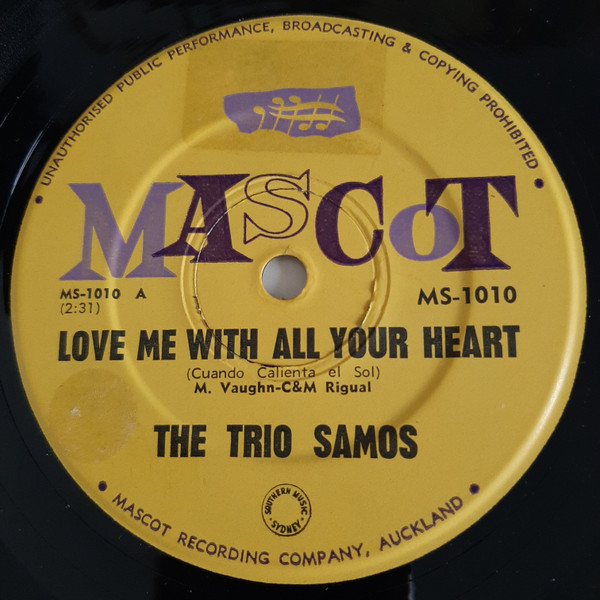 UNAUTHORISED PUBLIC PERFORMANCE, BROADCASTING & COPYING PROHIBITED
MASCOT
MS-1010 A
(2:31)
MS-1010
LOVE ME WITH ALL YOUR HEART
(Cuando Calienta el Sol)
M. Vaughn-C&M Rigual
THE TRIO SAMOS
SOUTHERN MUSIC
SYDNEY
MASCOT RECORDING COMPANY, AUCKLAND